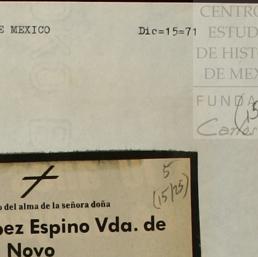 E MEXICO Dic=15=71
CENTRO
ESTUD
DE HIST
DE MEX
FUNDA
5
(15/25)
o del alma de la señora doña
pez Espino Vda. de
Novo